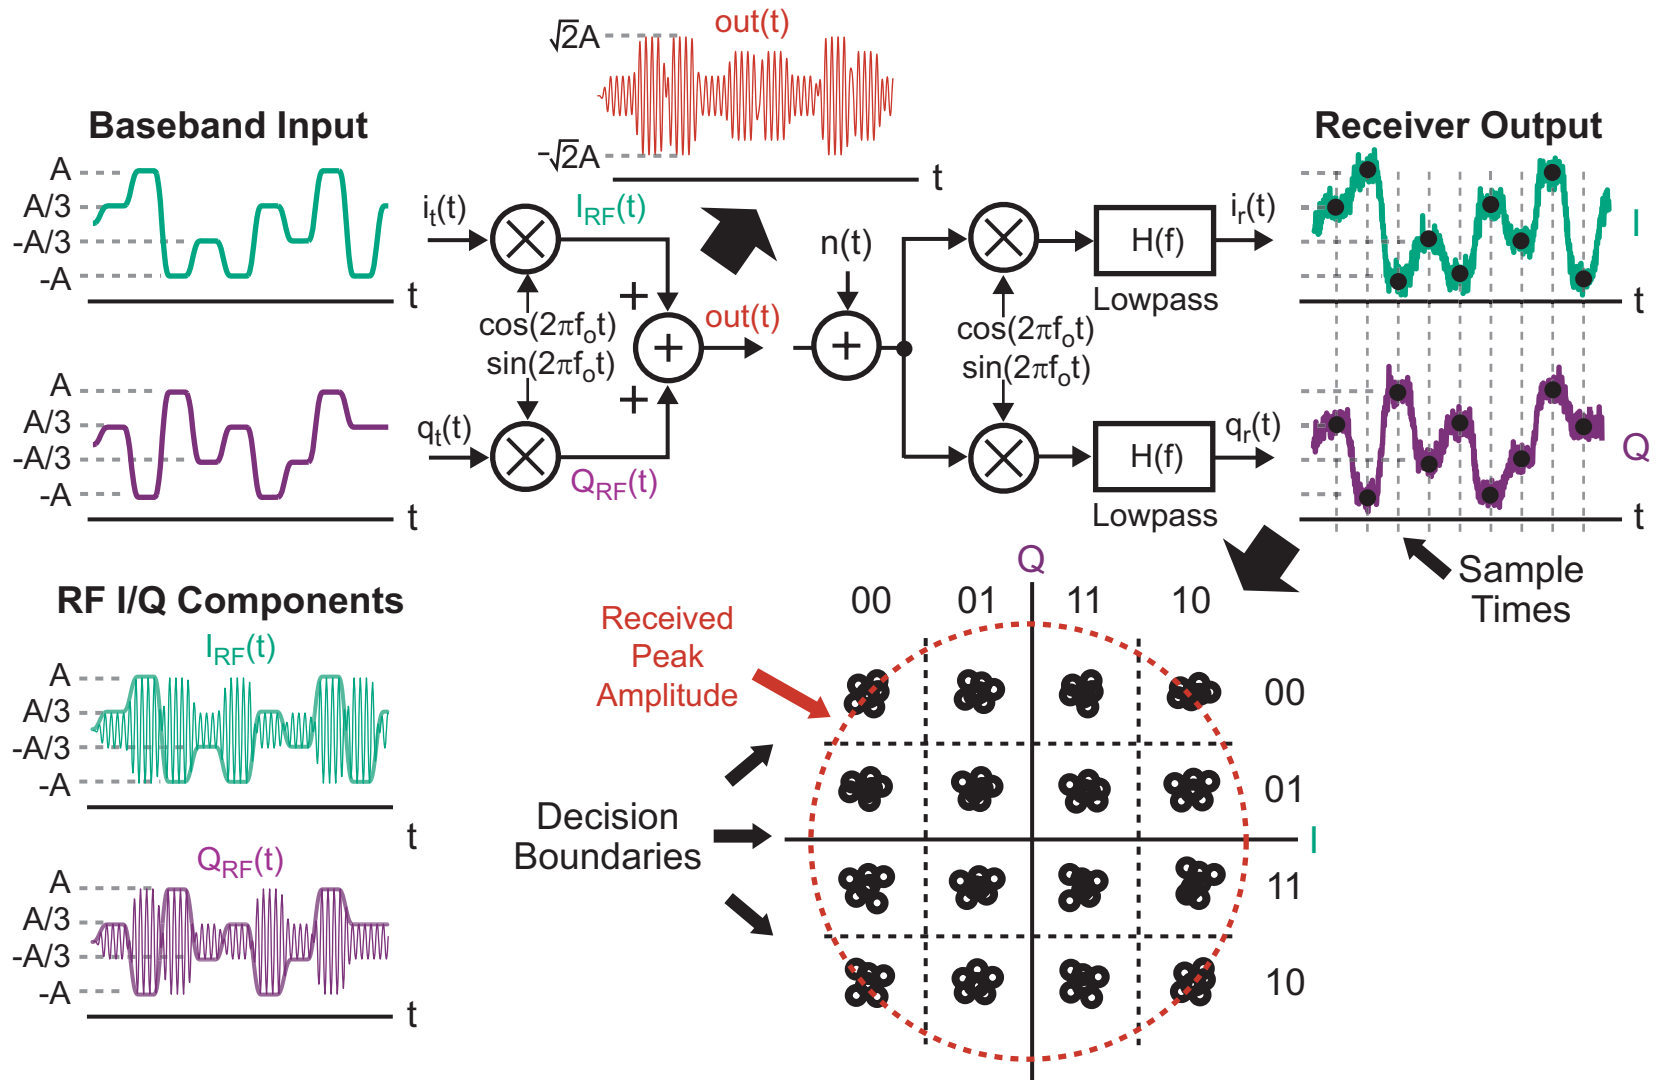 out(t)
√2A
-√2A
t
Baseband Input
A
A/3
-A/3
-A
t
i_t(t)
I_RF(t)
n(t)
cos(2πf_ot)
sin(2πf_ot)
+
+
+
out(t)
+
cos(2πf_ot)
sin(2πf_ot)
H(f)
Lowpass
i_r(t)
Receiver Output
I
t
A
A/3
-A/3
-A
t
q_t(t)
Q_RF(t)
H(f)
Lowpass
q_r(t)
Q
t
Sample
Times
RF I/Q Components
I_RF(t)
A
A/3
-A/3
-A
t
Q_RF(t)
A
A/3
-A/3
-A
t
Received
Peak
Amplitude
Decision
Boundaries
Q
00 01 11 10
00
01
I
11
10